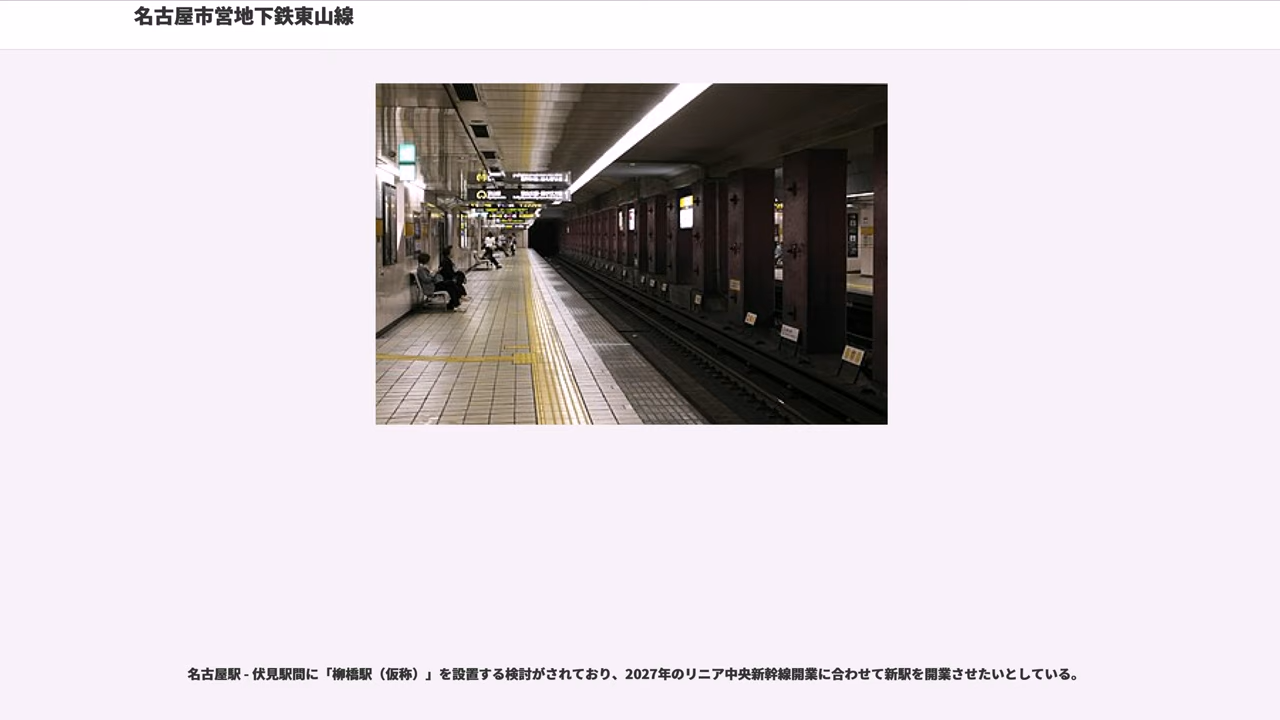 名古屋市営地下鉄東山線
名古屋駅 - 伏見駅間に「柳橋駅（仮称）」を設置する検討がされており、2027年のリニア中央新幹線開業に合わせて新駅を開業させたいとしている。